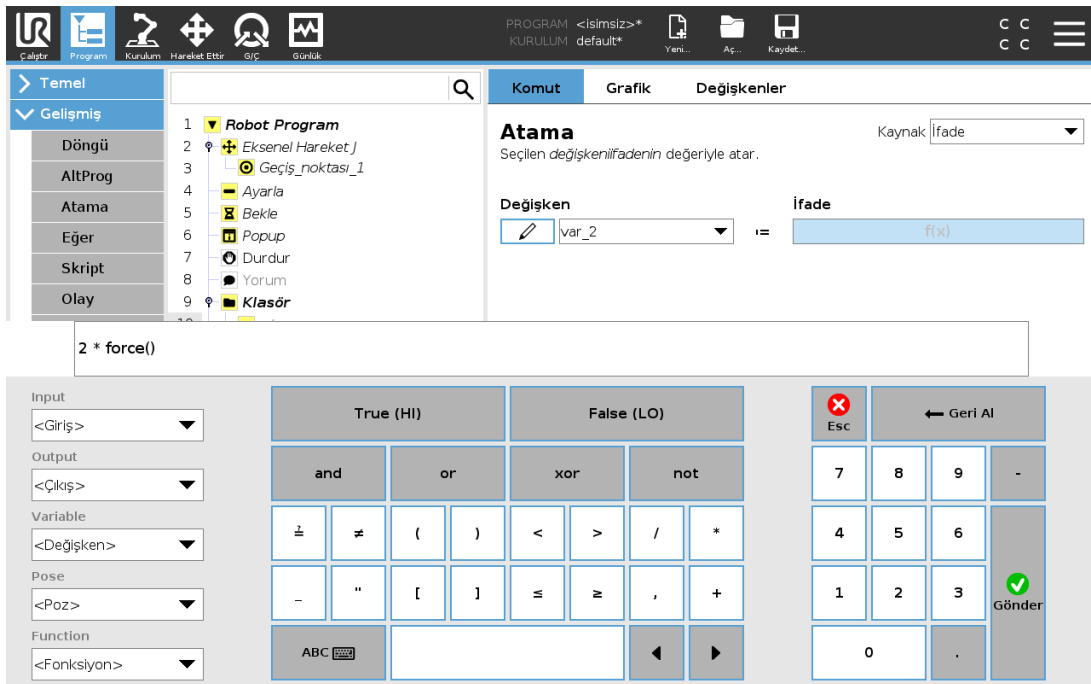 UR
PROGRAM <isimsiz>*
KURULUM default*
C C
C C
Çalıştır Program Kurulum Hareket Ettir G/Ç Günlük Yeni... Aç... Kaydet...
Temel
Gelişmiş
Döngü
AltProg
Atama
Eğer
Skript
Olay
1 Robot Program
2 Eksenel Hareket J
3 Geçiş_noktası_1
4 Ayarla
5 Bekle
6 Popup
7 Durdur
8 Yorum
9 Klasör
Komut Grafik Değişkenler
Atama
Kaynak İfade
Seçilen değişkeniifadenin değeriyle atar.
Değişken İfade
var_2 := f(x)
2 * force()
Input
<Giriş>
Output
<Çıkış>
Variable
<Değişken>
Pose
<Poz>
Function
<Fonksiyon>
True (HI) False (LO)
and or xor not
≟ ≠ ( ) < > / *
_ " [ ] ≤ ≥ , +
ABC
Esc Geri Al
7 8 9 -
4 5 6
1 2 3 Gönder
0 .